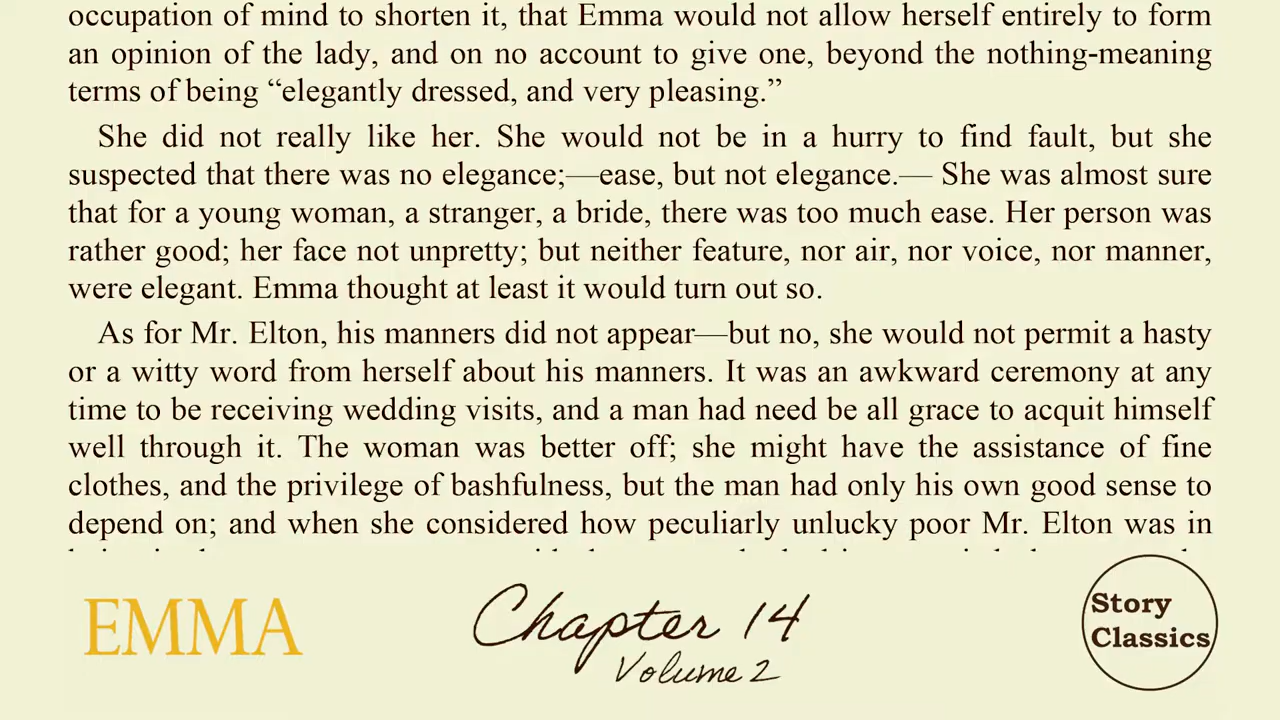 occupation of mind to shorten it, that Emma would not allow herself entirely to form
an opinion of the lady, and on no account to give one, beyond the nothing-meaning
terms of being “elegantly dressed, and very pleasing.”
She did not really like her. She would not be in a hurry to find fault, but she
suspected that there was no elegance;—ease, but not elegance.— She was almost sure
that for a young woman, a stranger, a bride, there was too much ease. Her person was
rather good; her face not unpretty; but neither feature, nor air, nor voice, nor manner,
were elegant. Emma thought at least it would turn out so.
As for Mr. Elton, his manners did not appear—but no, she would not permit a hasty
or a witty word from herself about his manners. It was an awkward ceremony at any
time to be receiving wedding visits, and a man had need be all grace to acquit himself
well through it. The woman was better off; she might have the assistance of fine
clothes, and the privilege of bashfulness, but the man had only his own good sense to
depend on; and when she considered how peculiarly unlucky poor Mr. Elton was in
EMMA
Chapter 14
Volume 2
Story
Classics